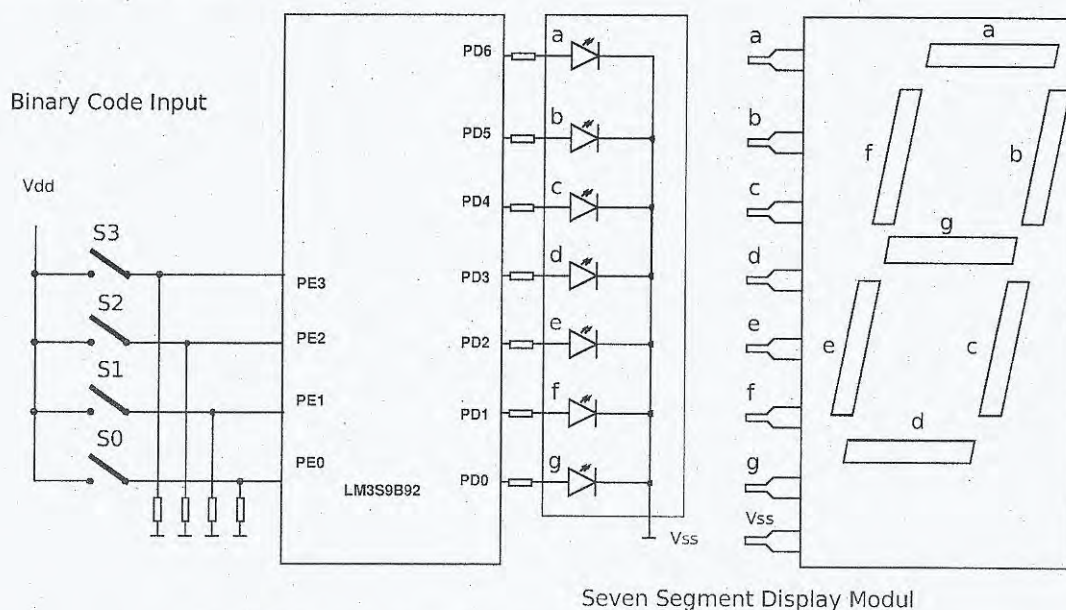 Binary Code Input
Vdd
S3
S2
S1
S0
PE3
PE2
PE1
PE0
LM3S9B92
PD6
PD5
PD4
PD3
PD2
PD1
PD0
a
b
c
d
e
f
g
Vss
a
b
c
d
e
f
g
Vss
a
f
b
g
e
c
d
Seven Segment Display Modul